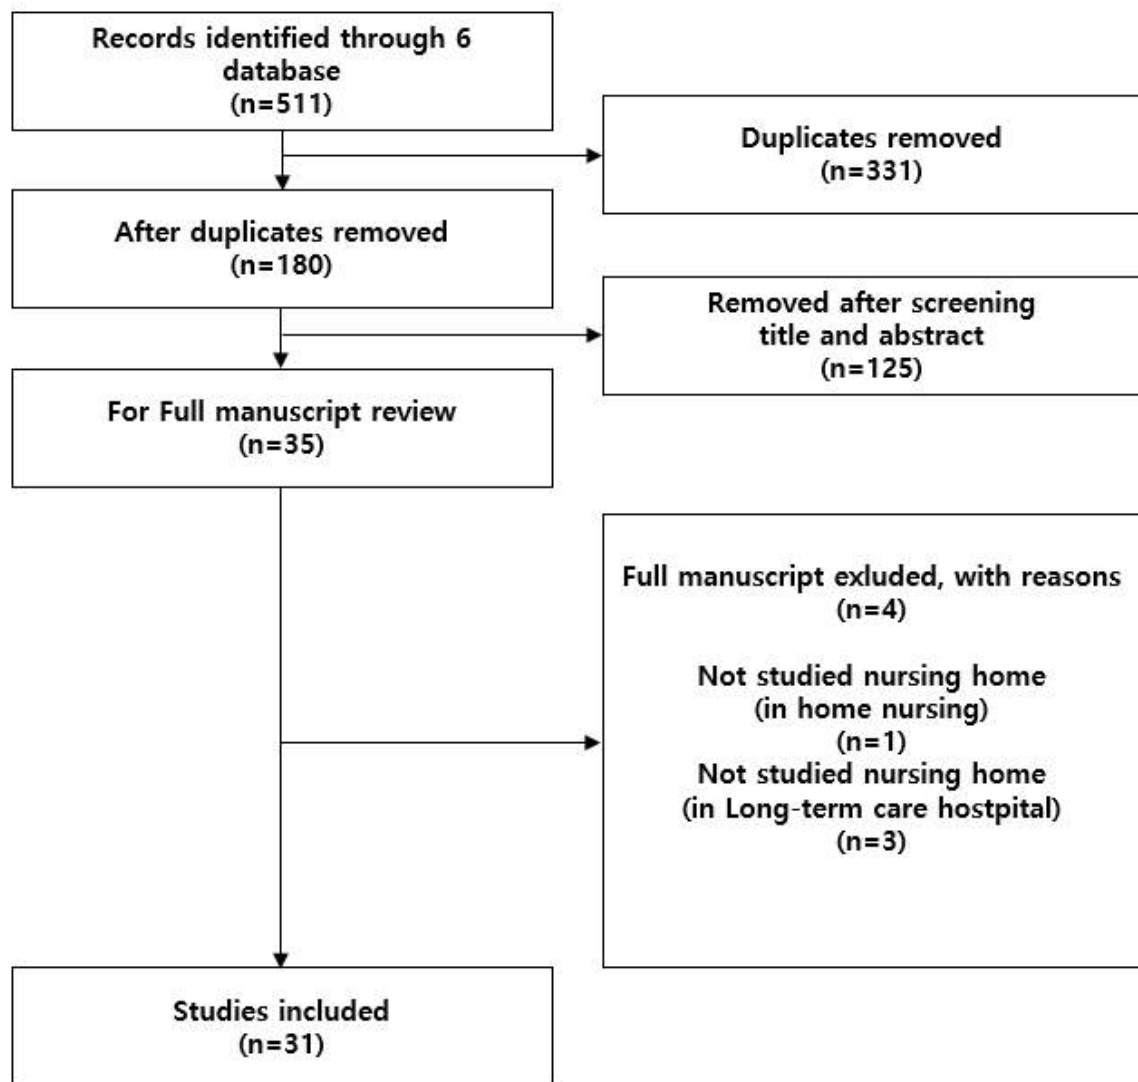 Records identified through 6
database
(n=511)
Duplicates removed
(n=331)
After duplicates removed
(n=180)
Removed after screening
title and abstract
(n=125)
For Full manuscript review
(n=35)
Full manuscript exluded, with reasons
(n=4)
Not studied nursing home
(in home nursing)
(n=1)
Not studied nursing home
(in Long-term care hostpital)
(n=3)
Studies included
(n=31)